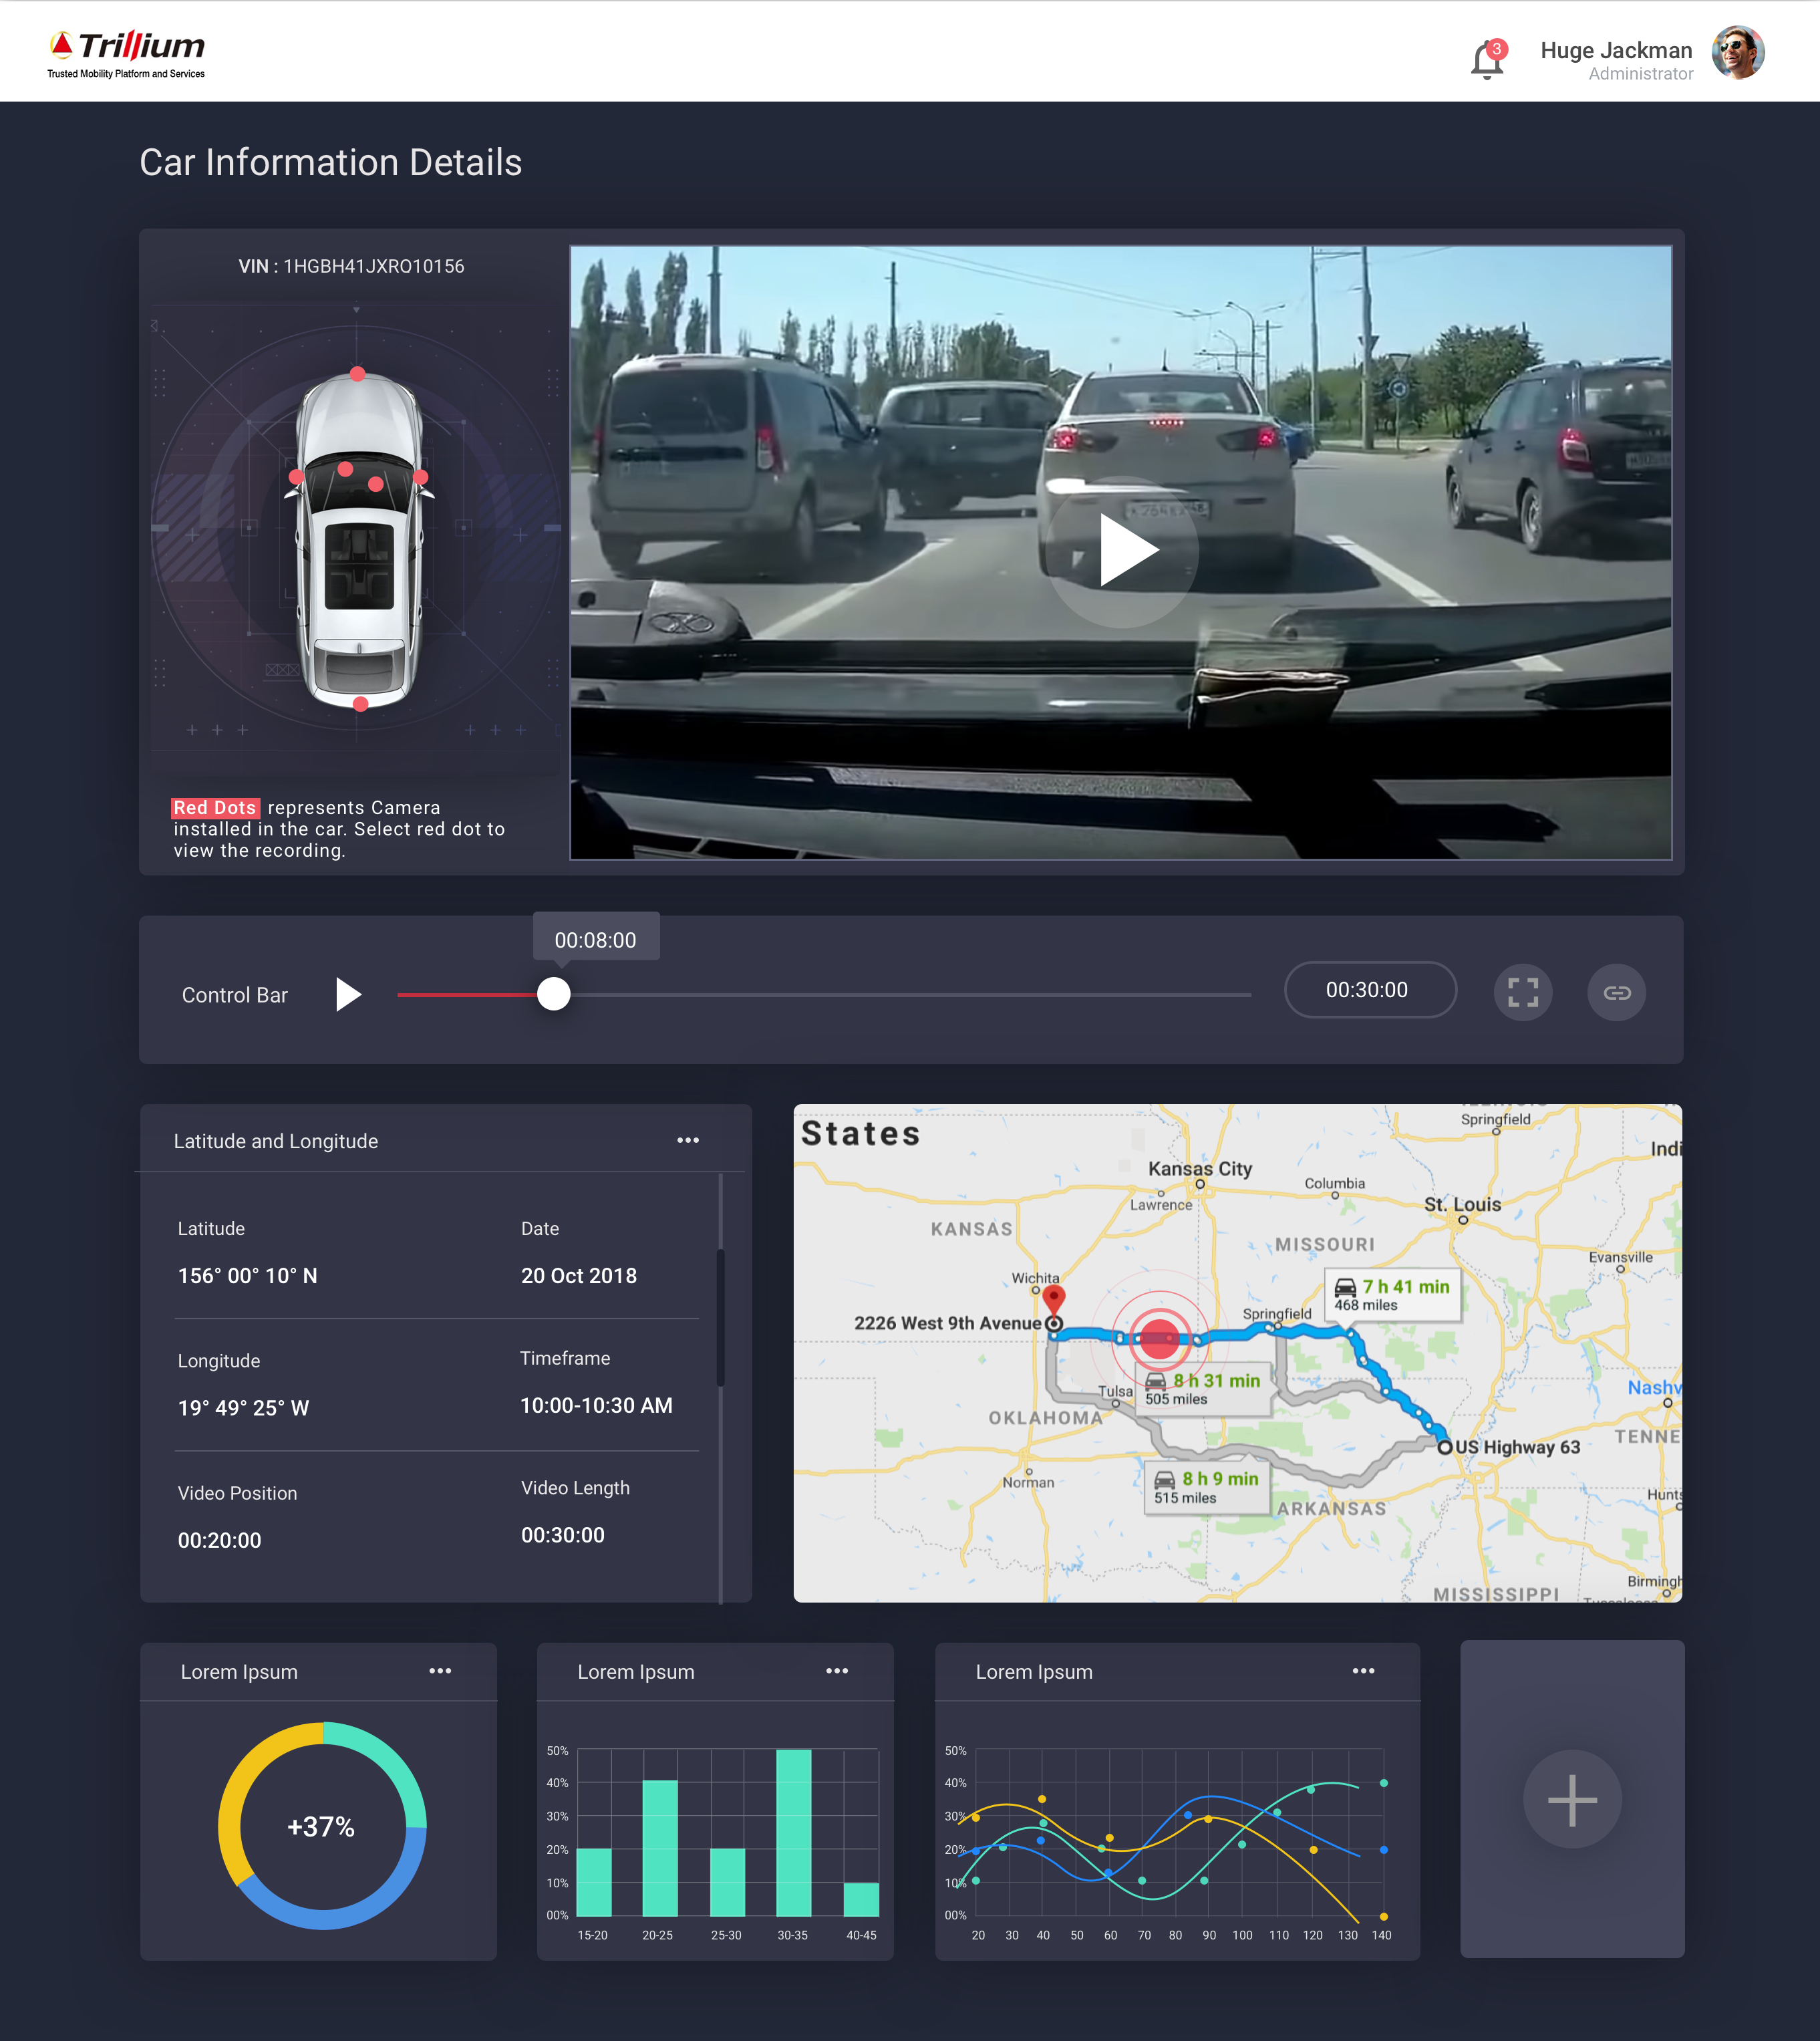 Trillium
Trusted Mobility Platform and Services
3
Huge Jackman
Administrator
Car Information Details
VIN : 1HGBH41JXRO10156
Red Dots represents Camera
installed in the car. Select red dot to
view the recording.
00:08:00
Control Bar
00:30:00
Latitude and Longitude
Latitude
156° 00° 10° N
Date
20 Oct 2018
Longitude
19° 49° 25° W
Timeframe
10:00-10:30 AM
Video Position
00:20:00
Video Length
00:30:00
States
Springfield
Indi
Kansas City
Columbia
Lawrence
St. Louis
KANSAS
MISSOURI
Evansville
Wichita
7 h 41 min
468 miles
Springfield
2226 West 9th Avenue
8 h 31 min
505 miles
Tulsa
Nashv
OKLAHOMA
TENNE
US Highway 63
8 h 9 min
515 miles
Norman
Hunts
ARKANSAS
Birmingh
MISSISSIPPI
Lorem Ipsum
+37%
Lorem Ipsum
50%
40%
30%
20%
10%
00%
15-20 20-25 25-30 30-35 40-45
Lorem Ipsum
50%
40%
30%
20%
10%
00%
20 30 40 50 60 70 80 90 100 110 120 130 140